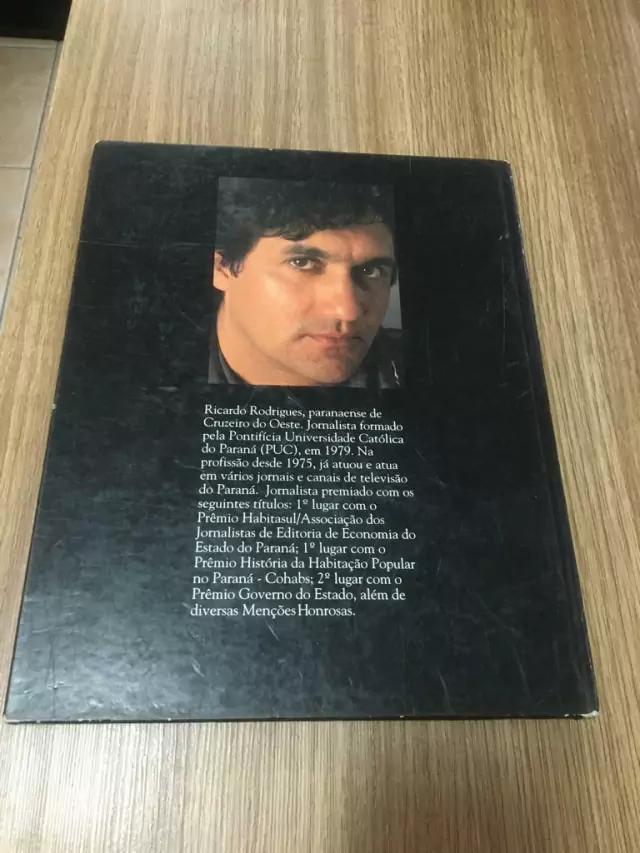 Ricardo Rodrigues, paranaense de
Cruzeiro do Oeste. Jornalista formado
pela Pontifícia Universidade Católica
do Paraná (PUC), em 1979. Na
profissão desde 1975, já atuou e atua
em vários jornais e canais de televisão
do Paraná. Jornalista premiado com os
seguintes títulos: 1º lugar com o
Prêmio Habitasul/Associação dos
Jornalistas de Editoria de Economia do
Estado do Paraná; 1º lugar com o
Prêmio História da Habitação Popular
no Paraná - Cohabs; 2º lugar com o
Prêmio Governo do Estado, além de
diversas Menções Honrosas.